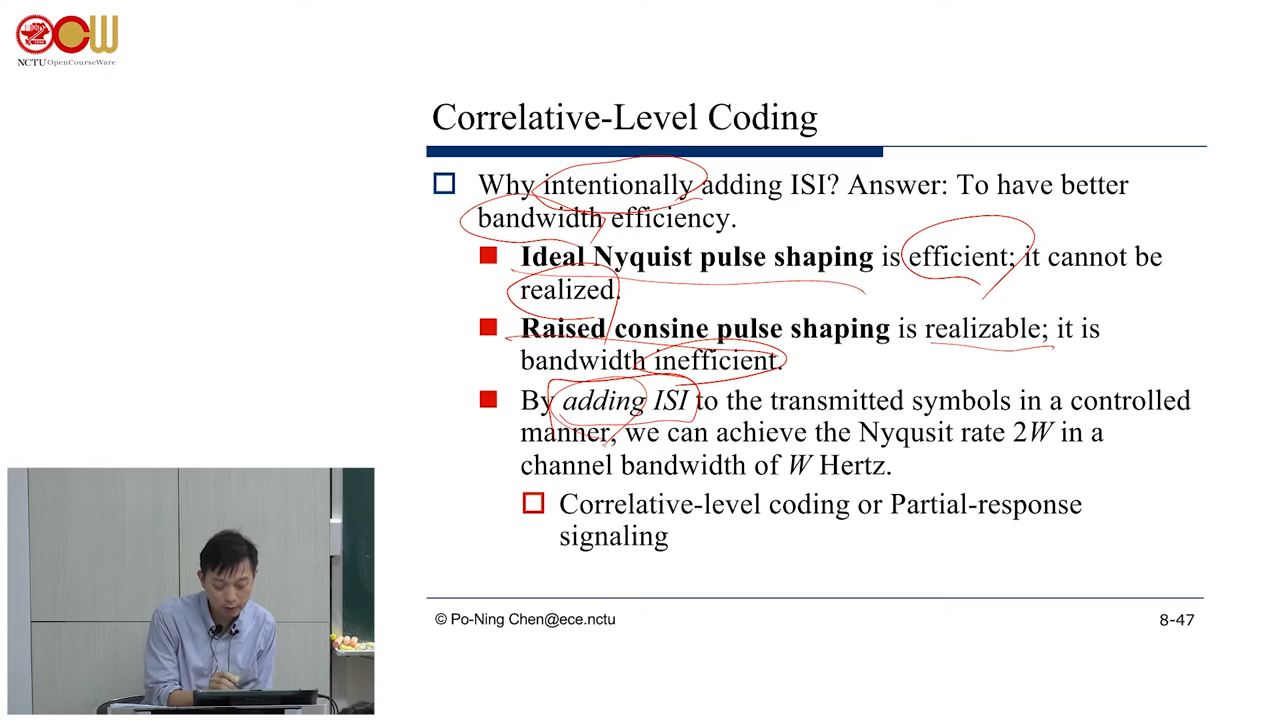 OCW
NCTU OpenCourseWare
Correlative-Level Coding
Why intentionally adding ISI? Answer: To have better
bandwidth efficiency.
Ideal Nyquist pulse shaping is efficient; it cannot be
realized.
Raised consine pulse shaping is realizable; it is
bandwidth inefficient.
By adding ISI to the transmitted symbols in a controlled
manner, we can achieve the Nyqusit rate 2W in a
channel bandwidth of W Hertz.
Correlative-level coding or Partial-response
signaling
© Po-Ning Chen@ece.nctu
8-47